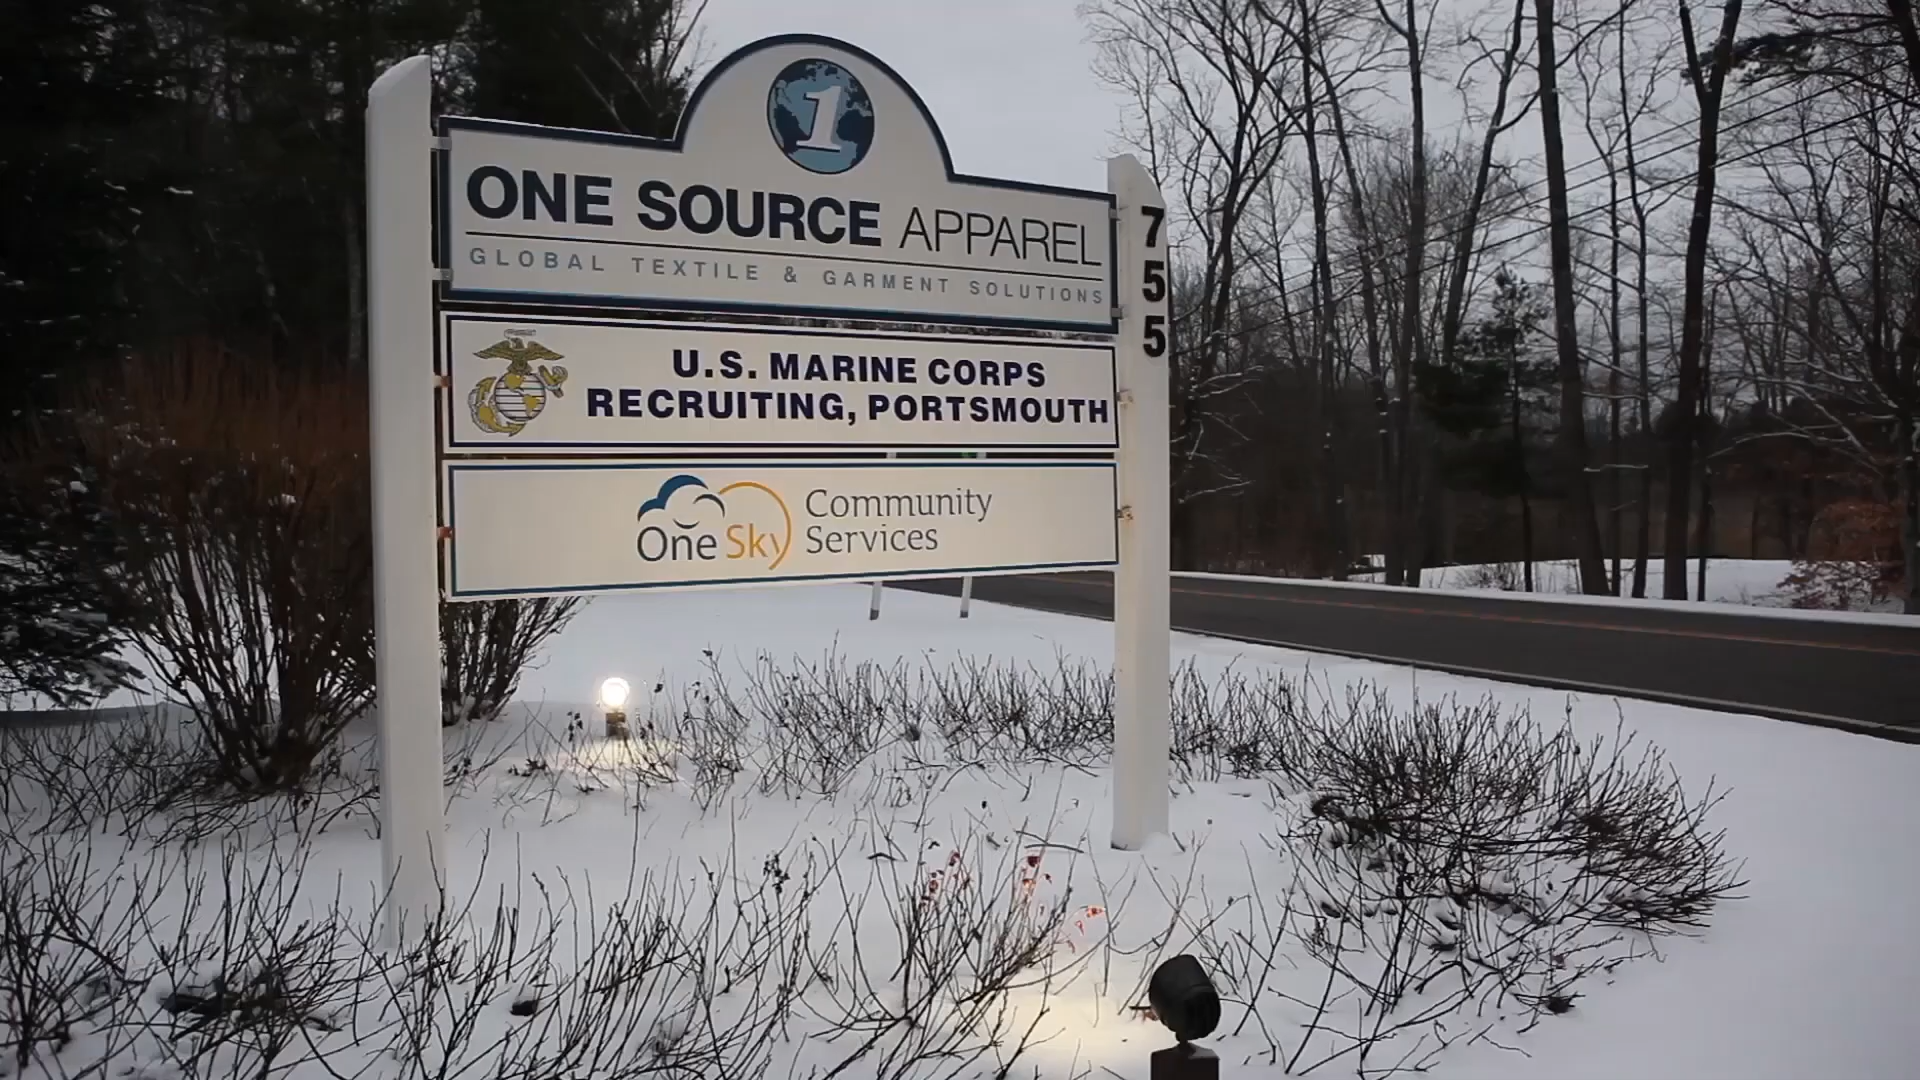 1
ONE SOURCE APPAREL
GLOBAL TEXTILE & GARMENT SOLUTIONS
755
U.S. MARINE CORPS
RECRUITING, PORTSMOUTH
One Sky Community
Services